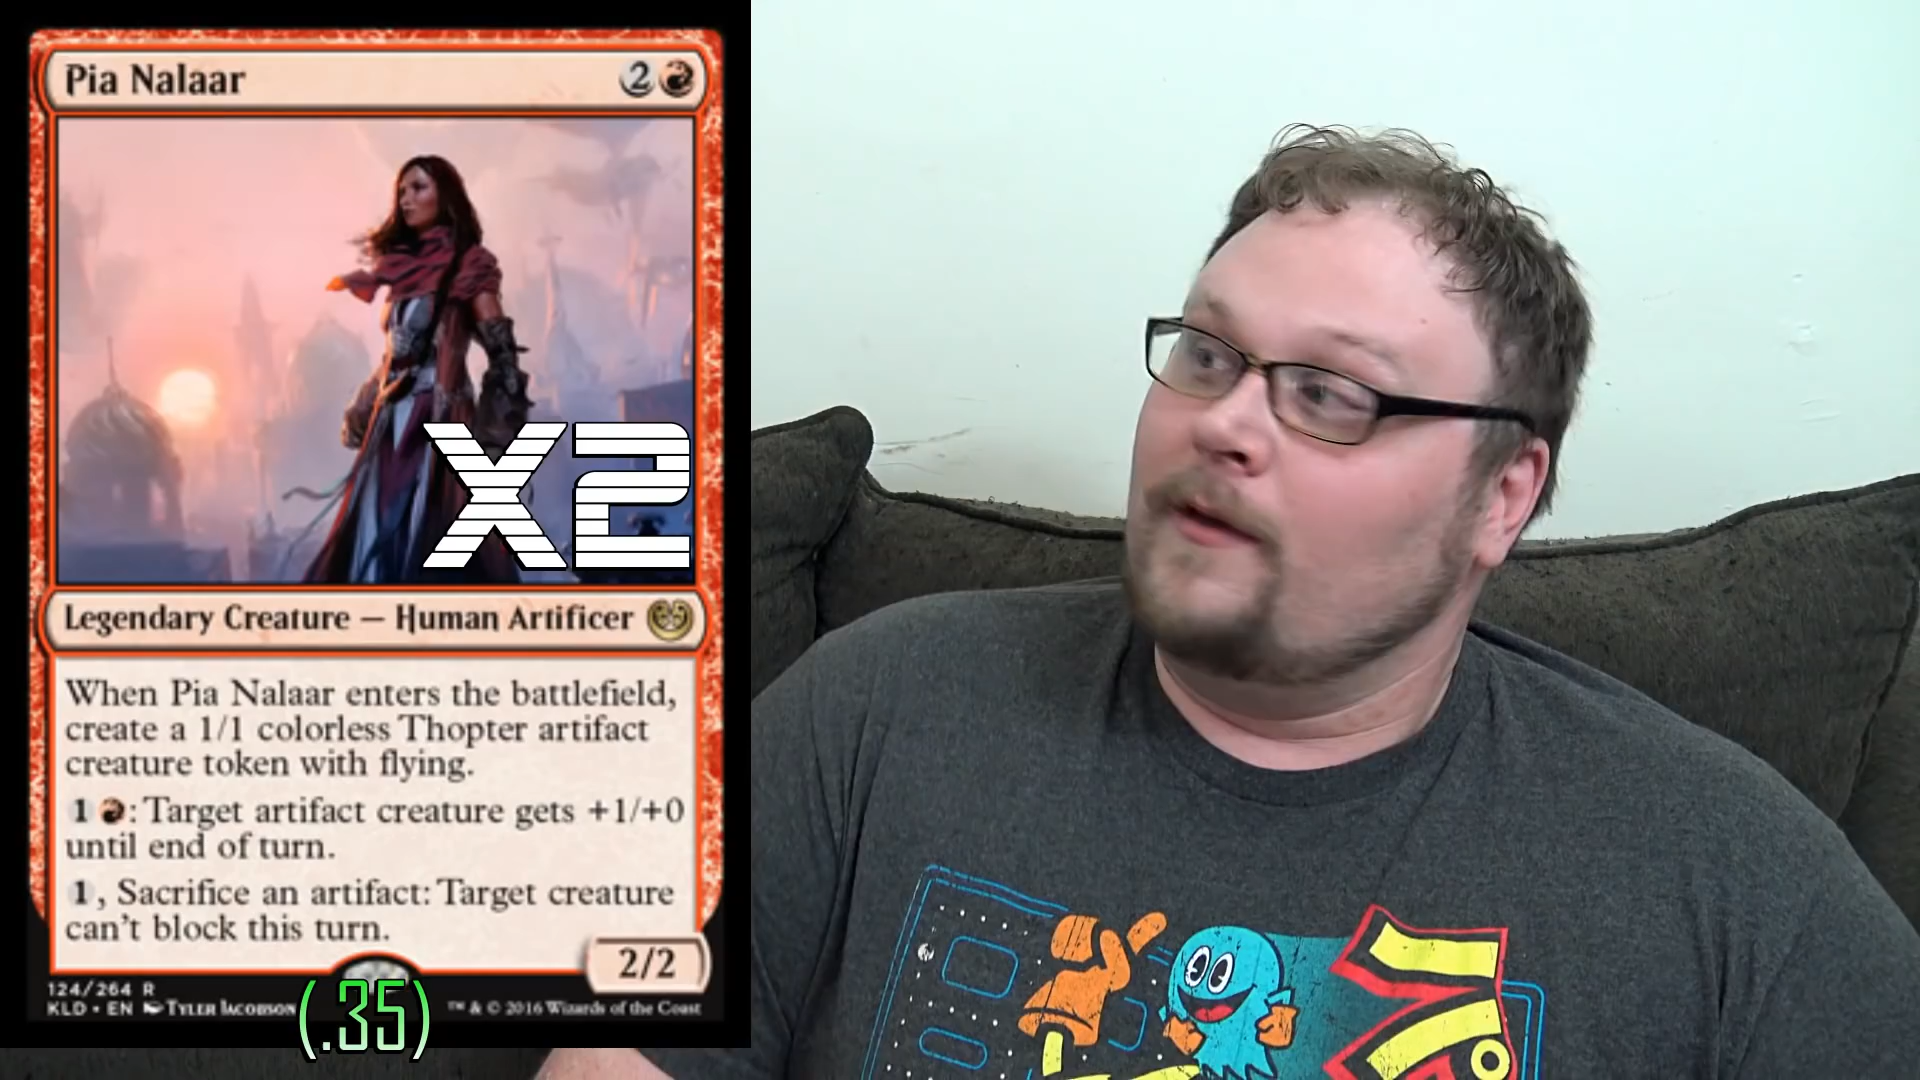 Pia Nalaar
2
X2
Legendary Creature — Human Artificer
When Pia Nalaar enters the battlefield,
create a 1/1 colorless Thopter artifact
creature token with flying.
1 : Target artifact creature gets +1/+0
until end of turn.
1, Sacrifice an artifact: Target creature
can't block this turn.
2/2
124/264 R
KLD • EN Tyler Jacobson
™ & © 2016 Wizards of the Coast
(.35)